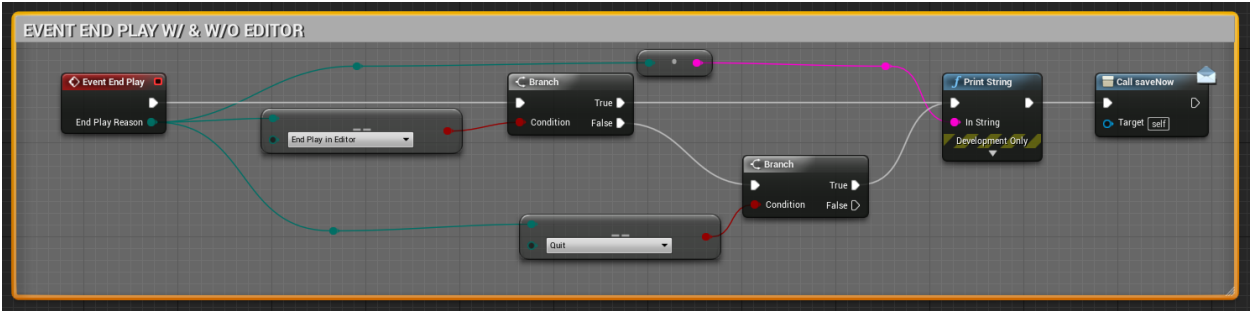 EVENT END PLAY W/ & W/O EDITOR
Event End Play
End Play Reason
==
End Play in Editor
Branch
True
Condition
False
==
Quit
Branch
True
Condition
False
Print String
In String
Development Only
Call saveNow
Target self